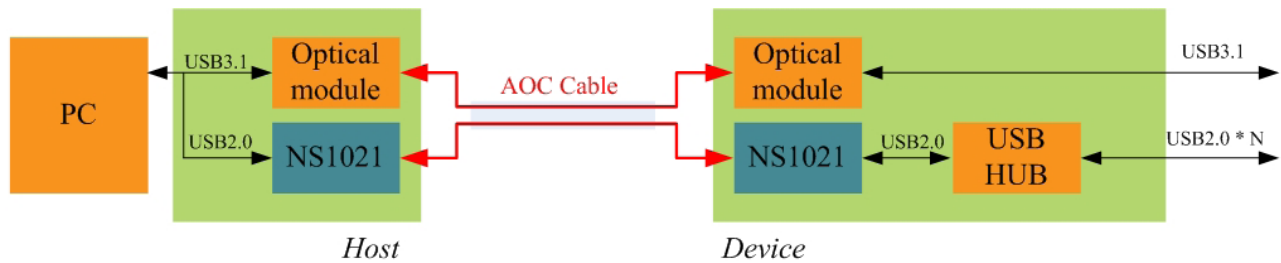 PC
USB3.1
Optical
module
USB2.0
NS1021
AOC Cable
Optical
module
NS1021
USB2.0
USB
HUB
USB3.1
USB2.0 * N
Host
Device